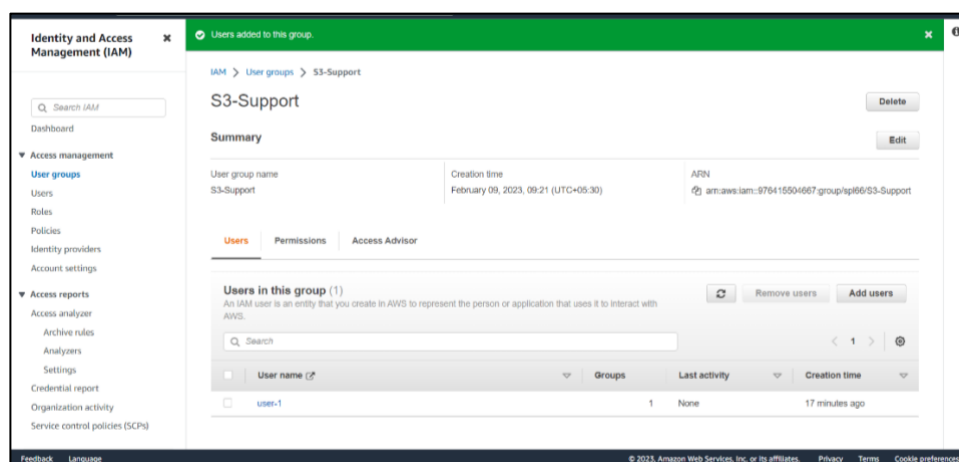 Identity and Access
Management (IAM)
Search IAM
Dashboard
Access management
User groups
Users
Roles
Policies
Identity providers
Account settings
Access reports
Access analyzer
Archive rules
Analyzers
Settings
Credential report
Organization activity
Service control policies (SCPs)
Users added to this group.
IAM > User groups > S3-Support
S3-Support
Delete
Summary
Edit
User group name
S3-Support
Creation time
February 09, 2023, 09:21 (UTC+05:30)
ARN
arn:aws:iam::976415504667:group/spl66/S3-Support
Users Permissions Access Advisor
Users in this group (1)
An IAM user is an entity that you create in AWS to represent the person or application that uses it to interact with
AWS.
Remove users
Add users
Search
1
User name Groups Last activity Creation time
user-1 1 None 17 minutes ago
Feedback Language © 2023, Amazon Web Services, Inc. or its affiliates. Privacy Terms Cookie preferences